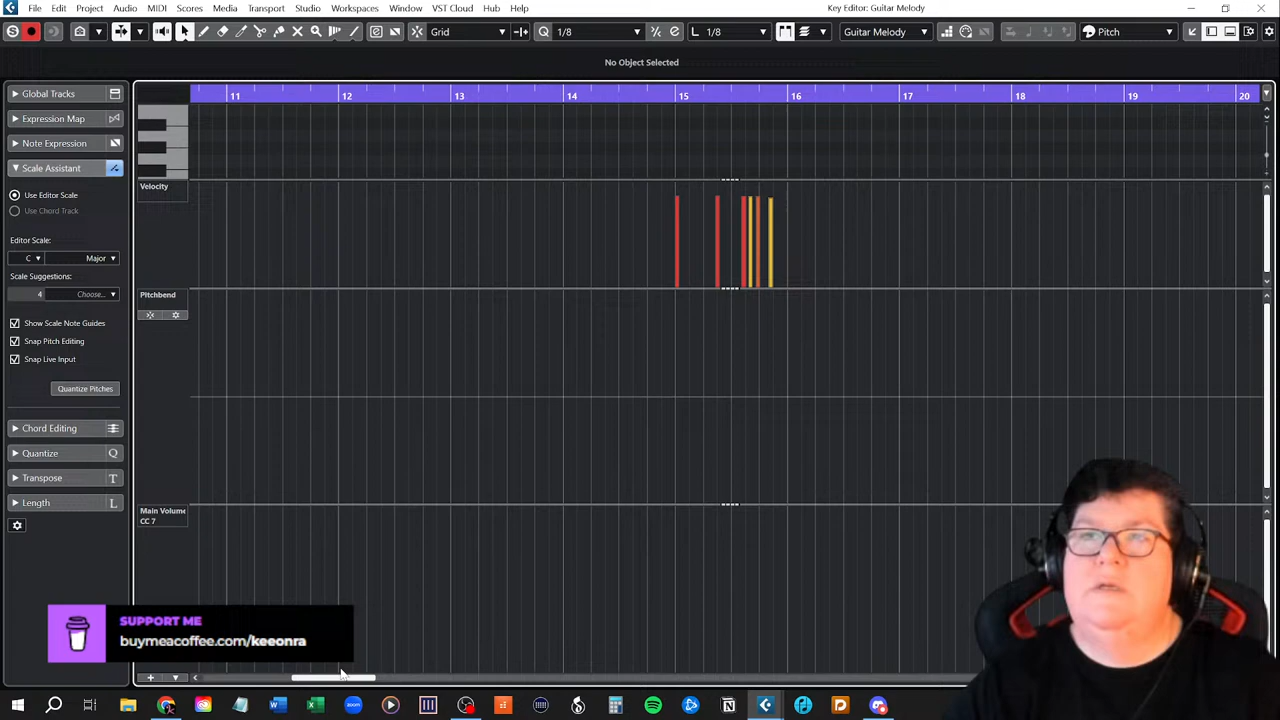 File Edit Project Audio MIDI Scores Media Transport Studio Workspaces Window VST Cloud Hub Help
Key Editor: Guitar Melody
Grid 1/8 1/8 Guitar Melody Pitch
No Object Selected
Global Tracks
Expression Map
Note Expression
Scale Assistant
Use Editor Scale
Use Chord Track
Editor Scale:
C Major
Scale Suggestions:
4 Choose...
Show Scale Note Guides
Snap Pitch Editing
Snap Live Input
Quantize Pitches
Chord Editing
Quantize Q
Transpose T
Length L
11 12 13 14 15 16 17 18 19 20
Velocity
Pitchbend
Main Volume
CC 7
SUPPORT ME
buymeacoffee.com/keeonra